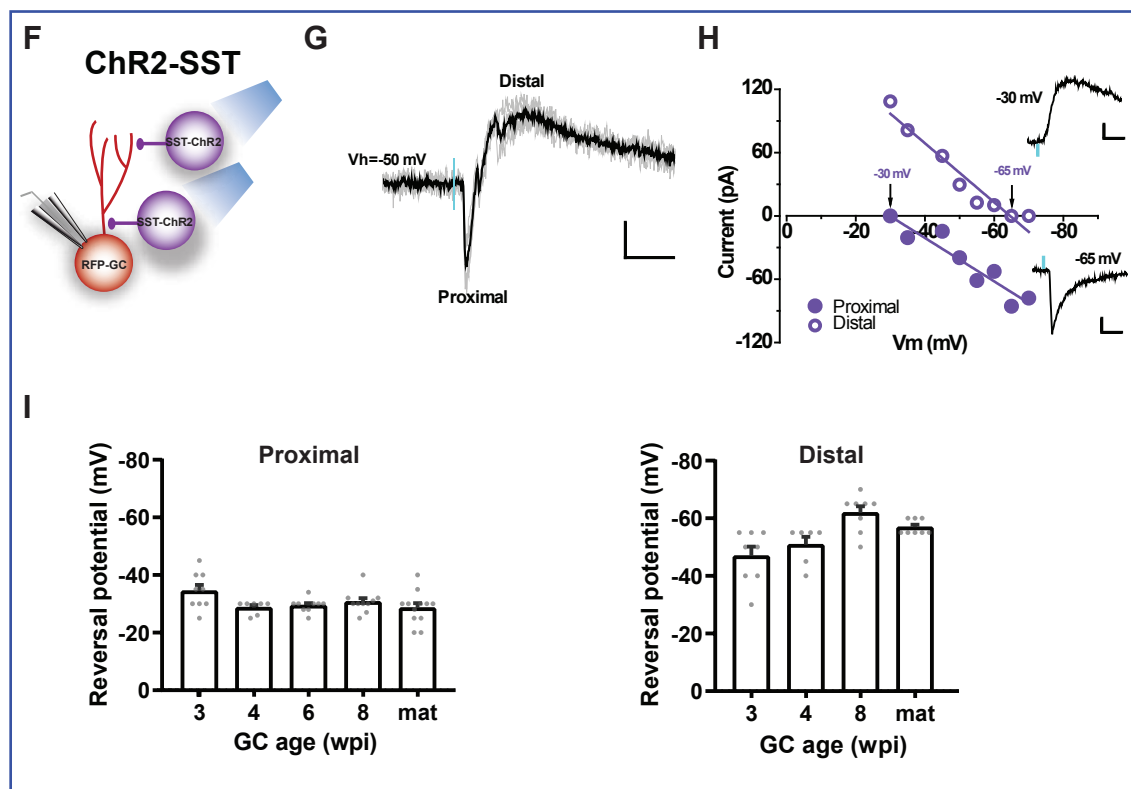 F
ChR2-SST
SST-ChR2
SST-ChR2
RFP-GC
G
Distal
Vh=-50 mV
Proximal
H
120
60
0
-60
-120
Current (pA)
0
-20
-40
-60
-80
Vm (mV)
-30 mV
-65 mV
-30 mV
-65 mV
Proximal
Distal
I
Proximal
Reversal potential (mV)
-80
-60
-40
-20
0
3 4 6 8 mat
GC age (wpi)
Distal
Reversal potential (mV)
-80
-60
-40
-20
0
3 4 8 mat
GC age (wpi)